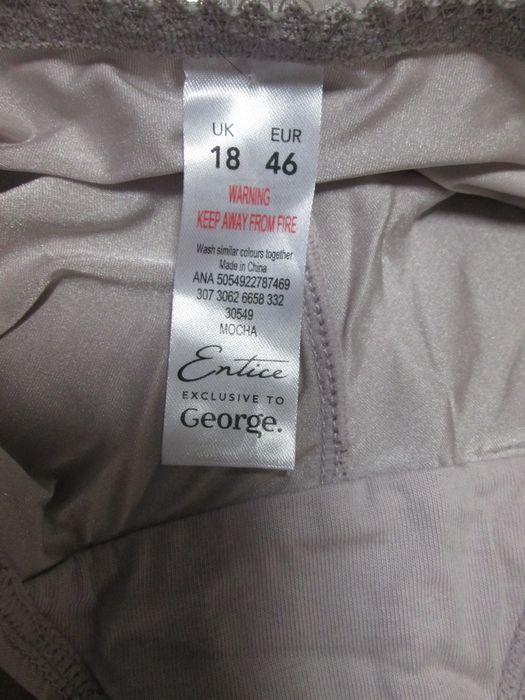 UK EUR
18 46
WARNING
KEEP AWAY FROM FIRE
Wash similar colours together
Made in China
ANA 5054922787469
307 3062 6658 332
30549
MOCHA
Entice
EXCLUSIVE TO
George.